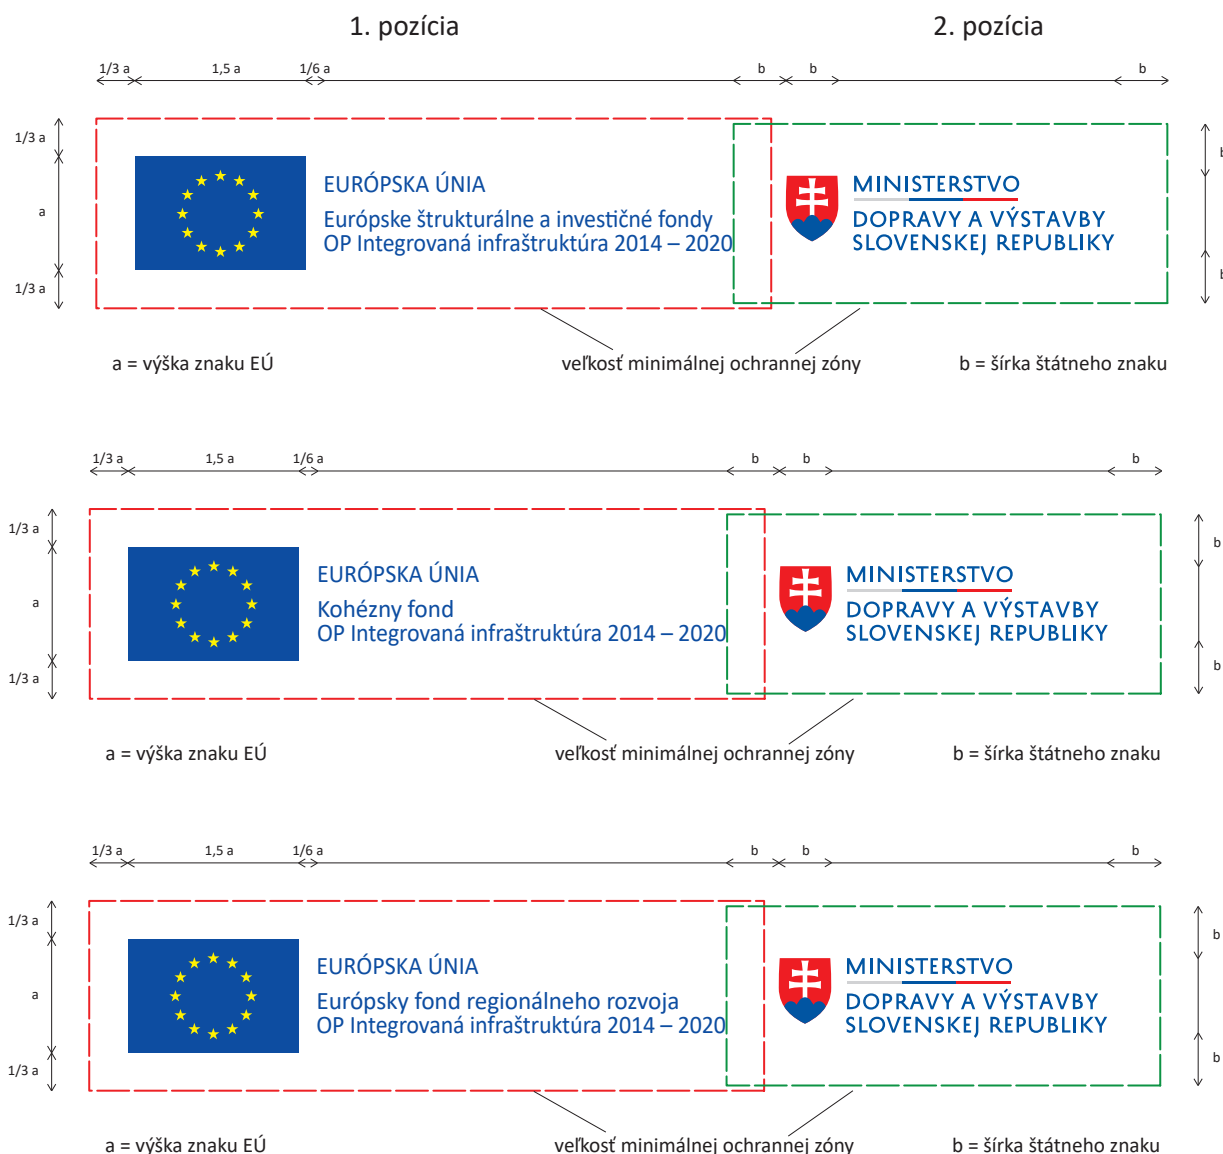 1. pozícia 2. pozícia
1/3 a 1,5 a 1/6 a b b b
1/3 a
a
1/3 a
EURÓPSKA ÚNIA
Európske štrukturálne a investičné fondy
OP Integrovaná infraštruktúra 2014 – 2020
MINISTERSTVO
DOPRAVY A VÝSTAVBY
SLOVENSKEJ REPUBLIKY
b
b
a = výška znaku EÚ veľkosť minimálnej ochrannej zóny b = šírka štátneho znaku
1/3 a 1,5 a 1/6 a b b b
1/3 a
a
1/3 a
EURÓPSKA ÚNIA
Kohézny fond
OP Integrovaná infraštruktúra 2014 – 2020
MINISTERSTVO
DOPRAVY A VÝSTAVBY
SLOVENSKEJ REPUBLIKY
b
b
a = výška znaku EÚ veľkosť minimálnej ochrannej zóny b = šírka štátneho znaku
1/3 a 1,5 a 1/6 a b b b
1/3 a
a
1/3 a
EURÓPSKA ÚNIA
Európsky fond regionálneho rozvoja
OP Integrovaná infraštruktúra 2014 – 2020
MINISTERSTVO
DOPRAVY A VÝSTAVBY
SLOVENSKEJ REPUBLIKY
b
b
a = výška znaku EÚ veľkosť minimálnej ochrannej zóny b = šírka štátneho znaku